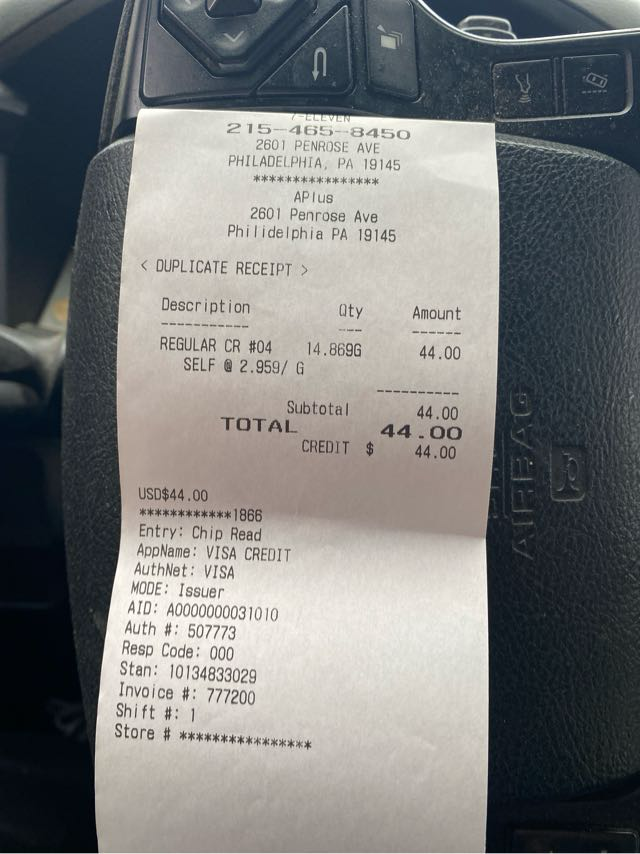 7-ELEVEN
215-465-8450
2601 PENROSE AVE
PHILADELPHIA, PA 19145
****************
APlus
2601 Penrose Ave
Philidelphia PA 19145
< DUPLICATE RECEIPT >
Description Qty Amount
----------- --- ------
REGULAR CR #04 14.869G 44.00
SELF @ 2.959/ G
----------
Subtotal 44.00
TOTAL 44.00
CREDIT $ 44.00
USD$44.00
************1866
Entry: Chip Read
AppName: VISA CREDIT
AuthNet: VISA
MODE: Issuer
AID: A0000000031010
Auth #: 507773
Resp Code: 000
Stan: 10134833029
Invoice #: 777200
Shift #: 1
Store # ****************
AIRBAG